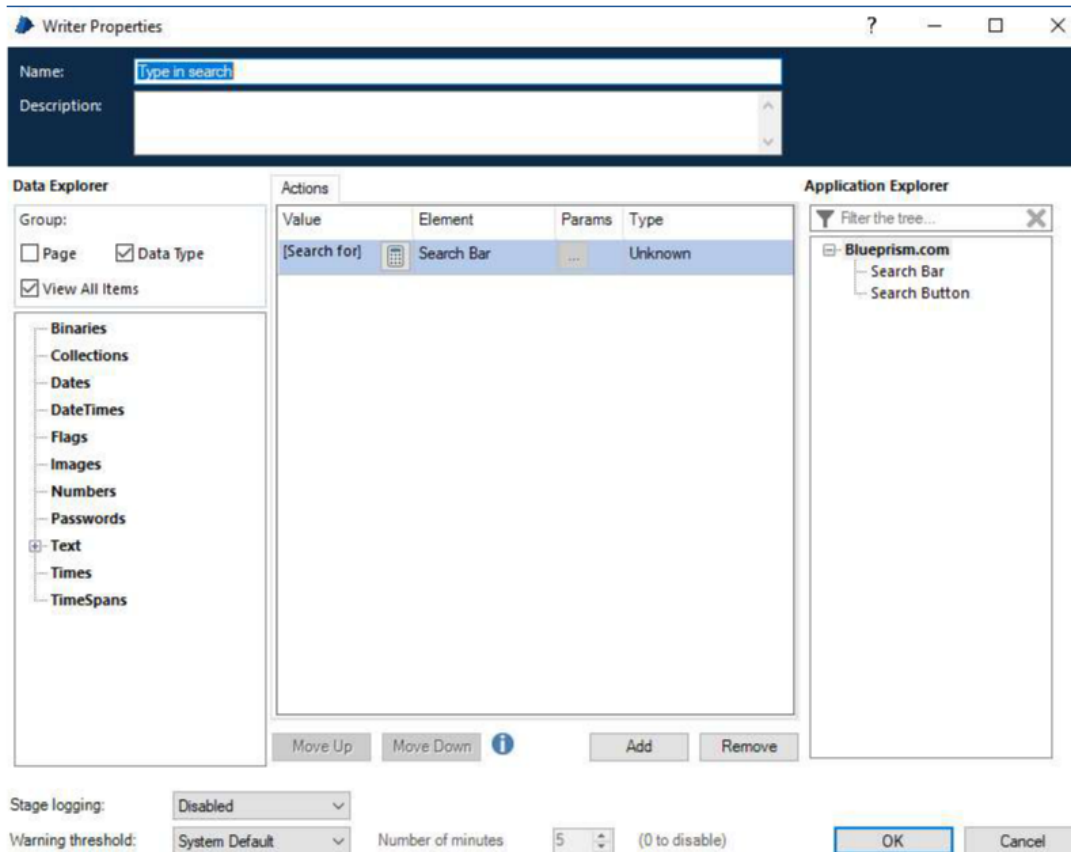 Writer Properties
?
Name:
Type in search
Description:
Data Explorer
Group:
Page
Data Type
View All Items
Binaries
Collections
Dates
DateTimes
Flags
Images
Numbers
Passwords
Text
Times
TimeSpans
Actions
Value Element Params Type
[Search for] Search Bar ... Unknown
Move Up Move Down i Add Remove
Application Explorer
Filter the tree...
Blueprism.com
Search Bar
Search Button
Stage logging: Disabled
Warning threshold: System Default Number of minutes 5 (0 to disable) OK Cancel